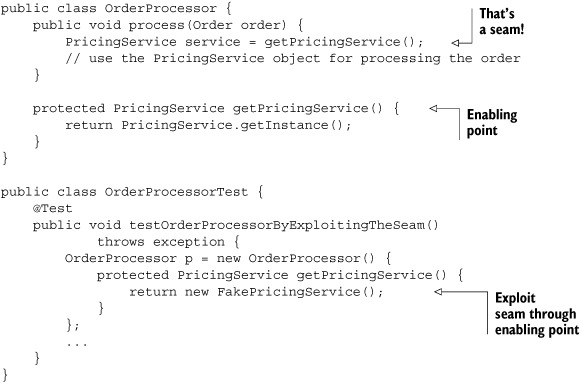 public class OrderProcessor {
    public void process(Order order) {
        PricingService service = getPricingService();
        // use the PricingService object for processing the order
    }
That's
a seam!
    protected PricingService getPricingService() {
        return PricingService.getInstance();
    }
}
Enabling
point
public class OrderProcessorTest {
    @Test
    public void testOrderProcessorByExploitingTheSeam()
            throws exception {
        OrderProcessor p = new OrderProcessor() {
            protected PricingService getPricingService() {
                return new FakePricingService();
            }
        };
        ...
    }
}
Exploit
seam through
enabling point